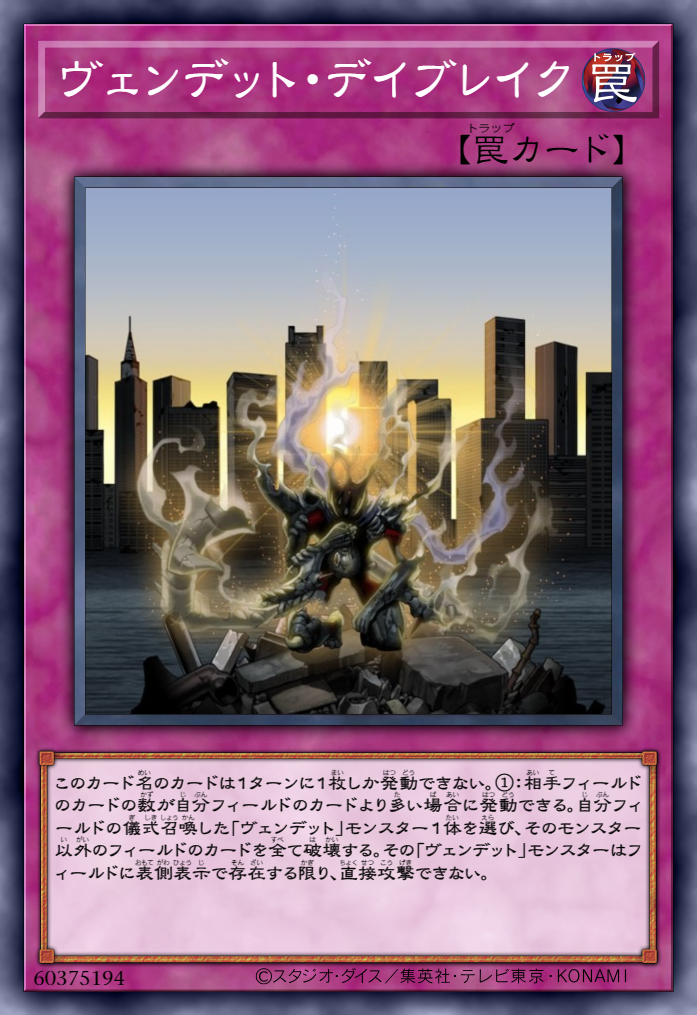 ヴェンデット・デイブレイク
トラップ
罠
トラップ
【罠カード】
このカード名のカードは1ターンに1枚しか発動できない。①：相手フィールド
のカードの数が自分フィールドのカードより多い場合に発動できる。自分フィ
ールドの儀式召喚した「ヴェンデット」モンスター1体を選び、そのモンスター
以外のフィールドのカードを全て破壊する。その「ヴェンデット」モンスターはフ
ィールドに表側表示で存在する限り、直接攻撃できない。
60375194
©スタジオ・ダイス／集英社・テレビ東京・KONAMI